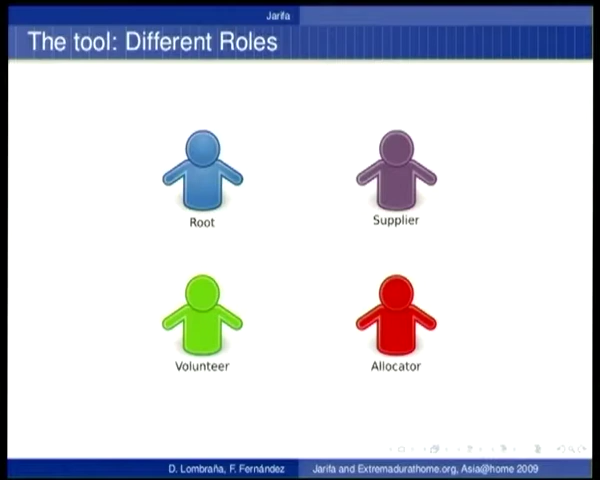 Jarifa
The tool: Different Roles
Root
Supplier
Volunteer
Allocator
D. Lombraña, F. Fernández
Jarifa and Extremadurathome.org, Asia@home 2009